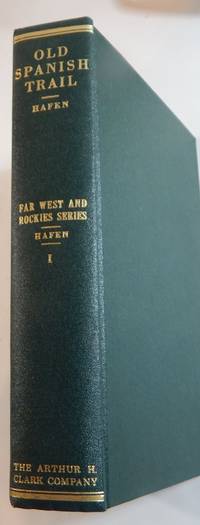 OLD
SPANISH
TRAIL
HAFEN
FAR WEST AND
ROCKIES SERIES
HAFEN
I
THE ARTHUR H.
CLARK COMPANY